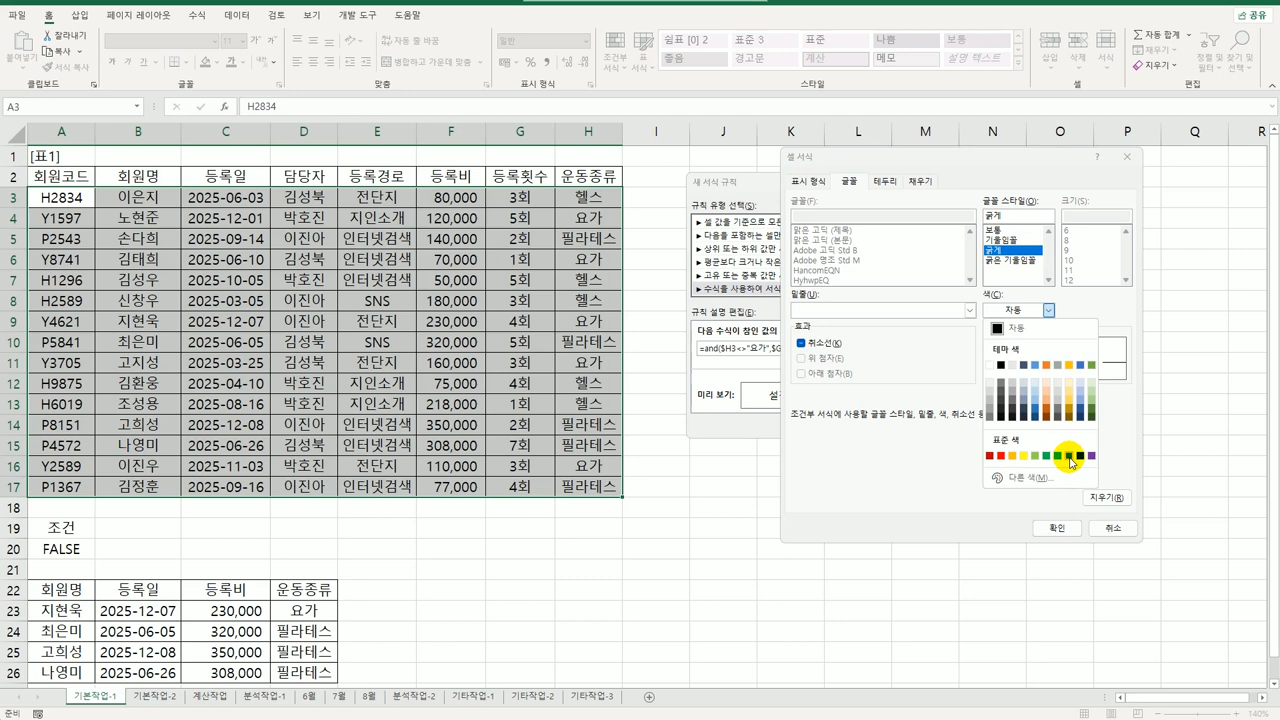 파일 홈 삽입 페이지 레이아웃 수식 데이터 검토 보기 개발 도구 도움말 공유
잘라내기
복사
붙여넣기 서식 복사
11
가 가 가
자동 줄 바꿈
병합하고 가운데 맞춤
일반
조건부 서식 표 서식
쉼표 [0] 2 표준 3 표준 나쁨 보통
좋음 경고문 계산 메모 설명 텍스트
삽입 삭제 서식
자동 합계
채우기
지우기
정렬 및 필터 찾기 및 선택
클립보드 글꼴 맞춤 표시 형식 스타일 셀 편집
A3 fx H2834
A B C D E F G H I J K L M N O P Q R
1 [표1]
2 회원코드 회원명 등록일 담당자 등록경로 등록비 등록횟수 운동종류
3 H2834 이은지 2025-06-03 김성북 전단지 80,000 3회 헬스
4 Y1597 노현준 2025-12-01 박호진 지인소개 120,000 5회 요가
5 P2543 손다희 2025-09-14 이진아 인터넷검색 140,000 2회 필라테스
6 Y8741 김태희 2025-06-10 김성북 인터넷검색 70,000 1회 요가
7 H1296 김성우 2025-10-05 박호진 인터넷검색 50,000 5회 헬스
8 H2589 신창우 2025-03-05 이진아 SNS 180,000 3회 헬스
9 Y4621 지현욱 2025-12-07 이진아 전단지 230,000 4회 요가
10 P5841 최은미 2025-06-05 김성북 SNS 320,000 5회 필라테스
11 Y3705 고지성 2025-03-25 김성북 인터넷검색 160,000 3회 요가
12 H9875 김환웅 2025-04-10 박호진 지인소개 75,000 4회 헬스
13 H6019 조성용 2025-08-16 박호진 지인소개 218,000 1회 헬스
14 P8151 고희성 2025-12-08 이진아 인터넷검색 350,000 2회 필라테스
15 P4572 나영미 2025-06-26 김성북 인터넷검색 308,000 7회 필라테스
16 Y2589 이진우 2025-11-03 박호진 전단지 110,000 3회 요가
17 P1367 김정훈 2025-09-16 이진아 인터넷검색 77,000 4회 필라테스
18
19 조건
20 FALSE
21
22 회원명 등록일 등록비 운동종류
23 지현욱 2025-12-07 230,000 요가
24 최은미 2025-06-05 320,000 필라테스
25 고희성 2025-12-08 350,000 필라테스
26 나영미 2025-06-26 308,000 필라테스
새 서식 규칙
규칙 유형 선택(S):
► 셀 값을 기준으로 모든
► 다음을 포함하는 셀만
► 상위 또는 하위 값만
► 평균보다 크거나 작은
► 고유 또는 중복 값만
► 수식을 사용하여 서식
규칙 설명 편집(E):
다음 수식이 참인 값의
=and($H3<>"요가",$G
미리 보기:
셀 서식 ?
표시 형식 글꼴 테두리 채우기
글꼴(F): 글꼴 스타일(O): 크기(S):
굵게
맑은 고딕 (제목) 보통 6
맑은 고딕 (본문) 기울임꼴 8
Adobe 고딕 Std B 굵게 9
Adobe 명조 Std M 굵은 기울임꼴 10
HancomEQN 11
HyhwpEQ 12
밑줄(U): 색(C):
자동
효과
취소선(K)
위 첨자(E)
아래 첨자(B)
자동
테마 색
표준 색
다른 색(M)...
조건부 서식에 사용할 글꼴 스타일, 밑줄, 색, 취소선
지우기(R)
확인 취소
기본작업-1 기본작업-2 계산작업 분석작업-1 6월 7월 8월 분석작업-2 기타작업-1 기타작업-2 기타작업-3
준비 140%